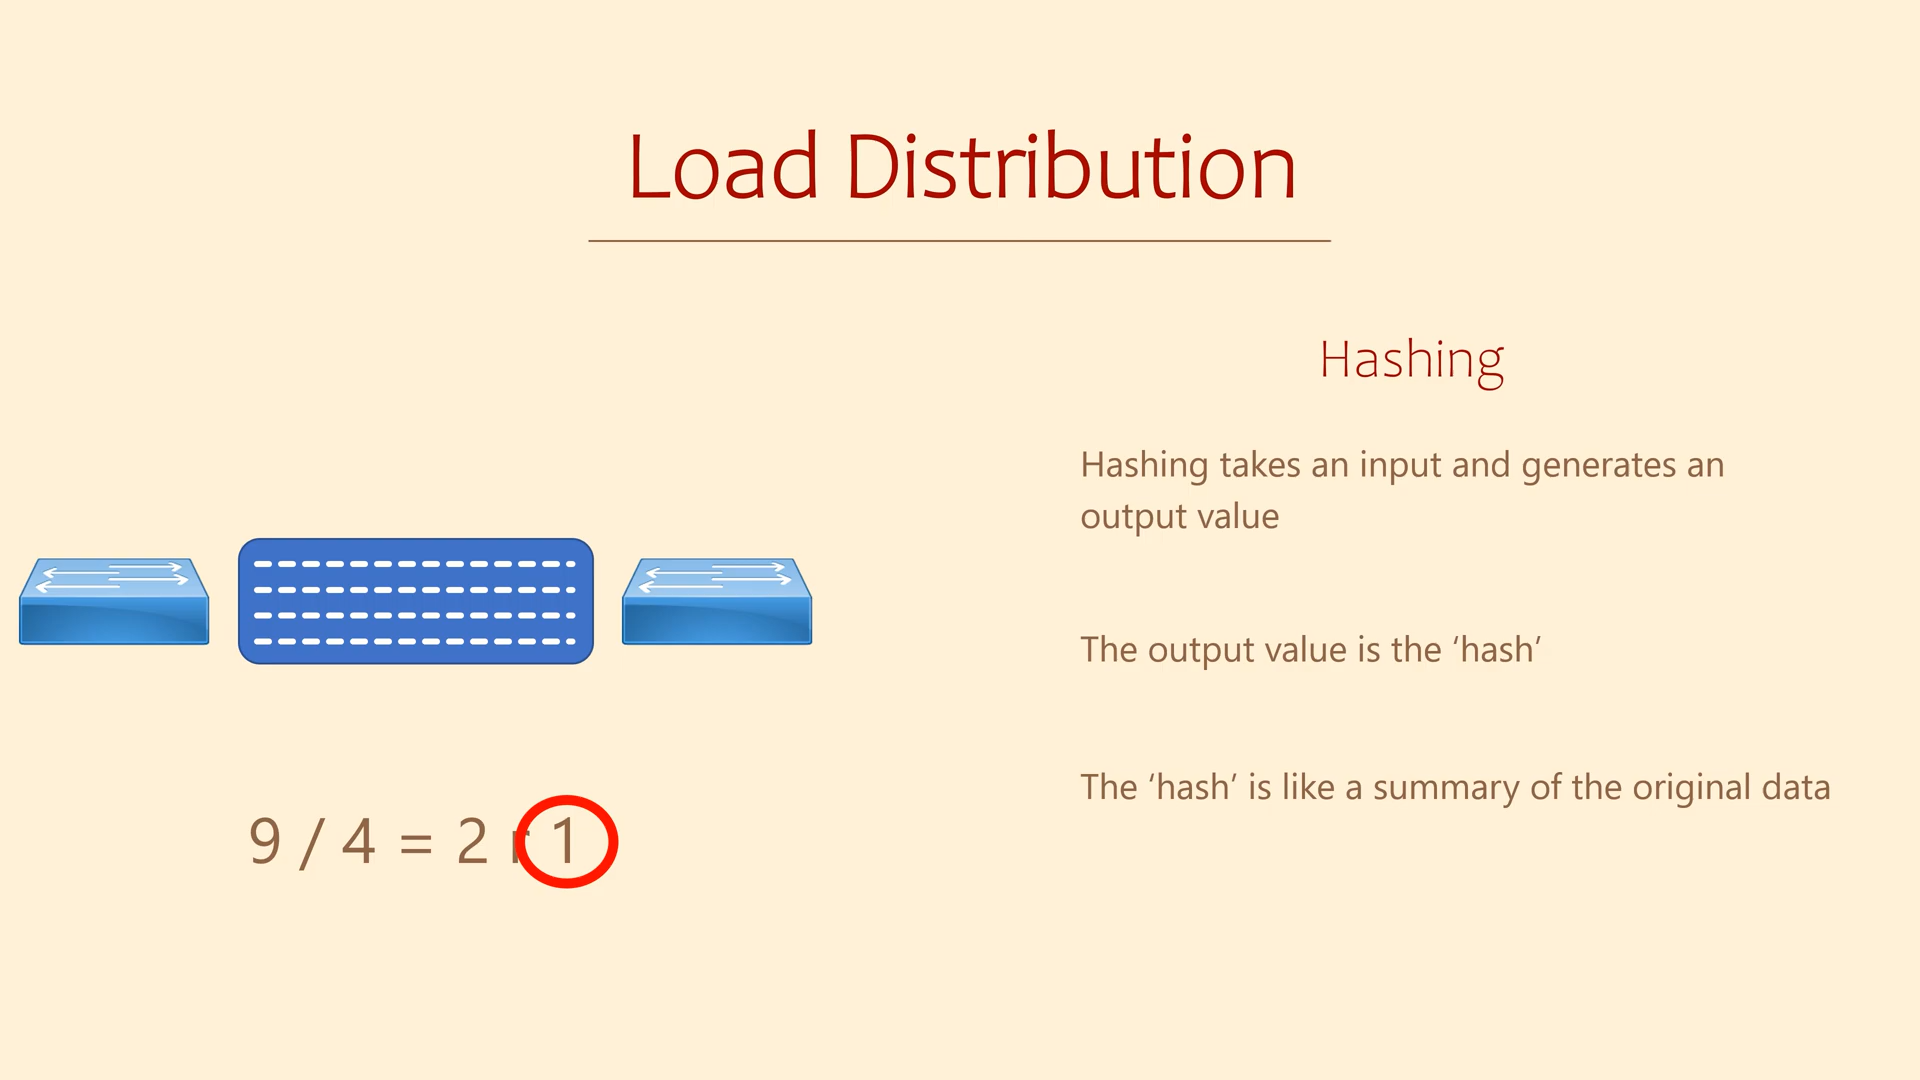 Load Distribution
Hashing
Hashing takes an input and generates an
output value
The output value is the ‘hash’
The ‘hash’ is like a summary of the original data
9 / 4 = 2 r 1